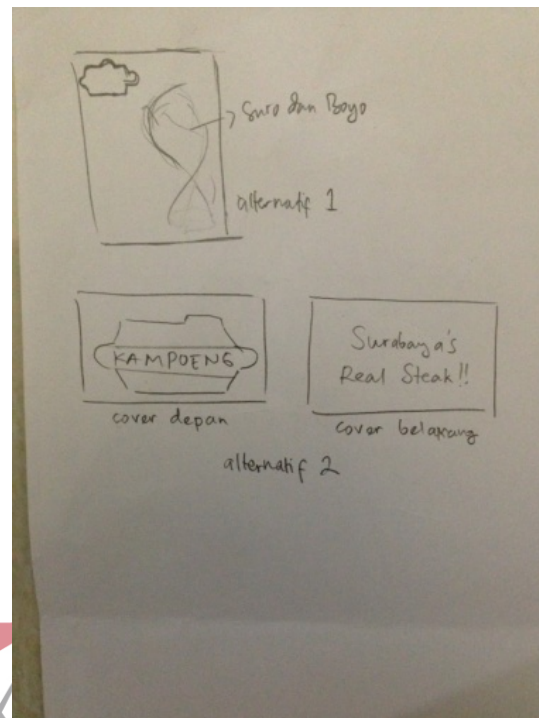 Suro dan Boyo
alternatif 1
KAMPOENG
cover depan
Surabaya's
Real Steak!!
cover belakang
alternatif 2